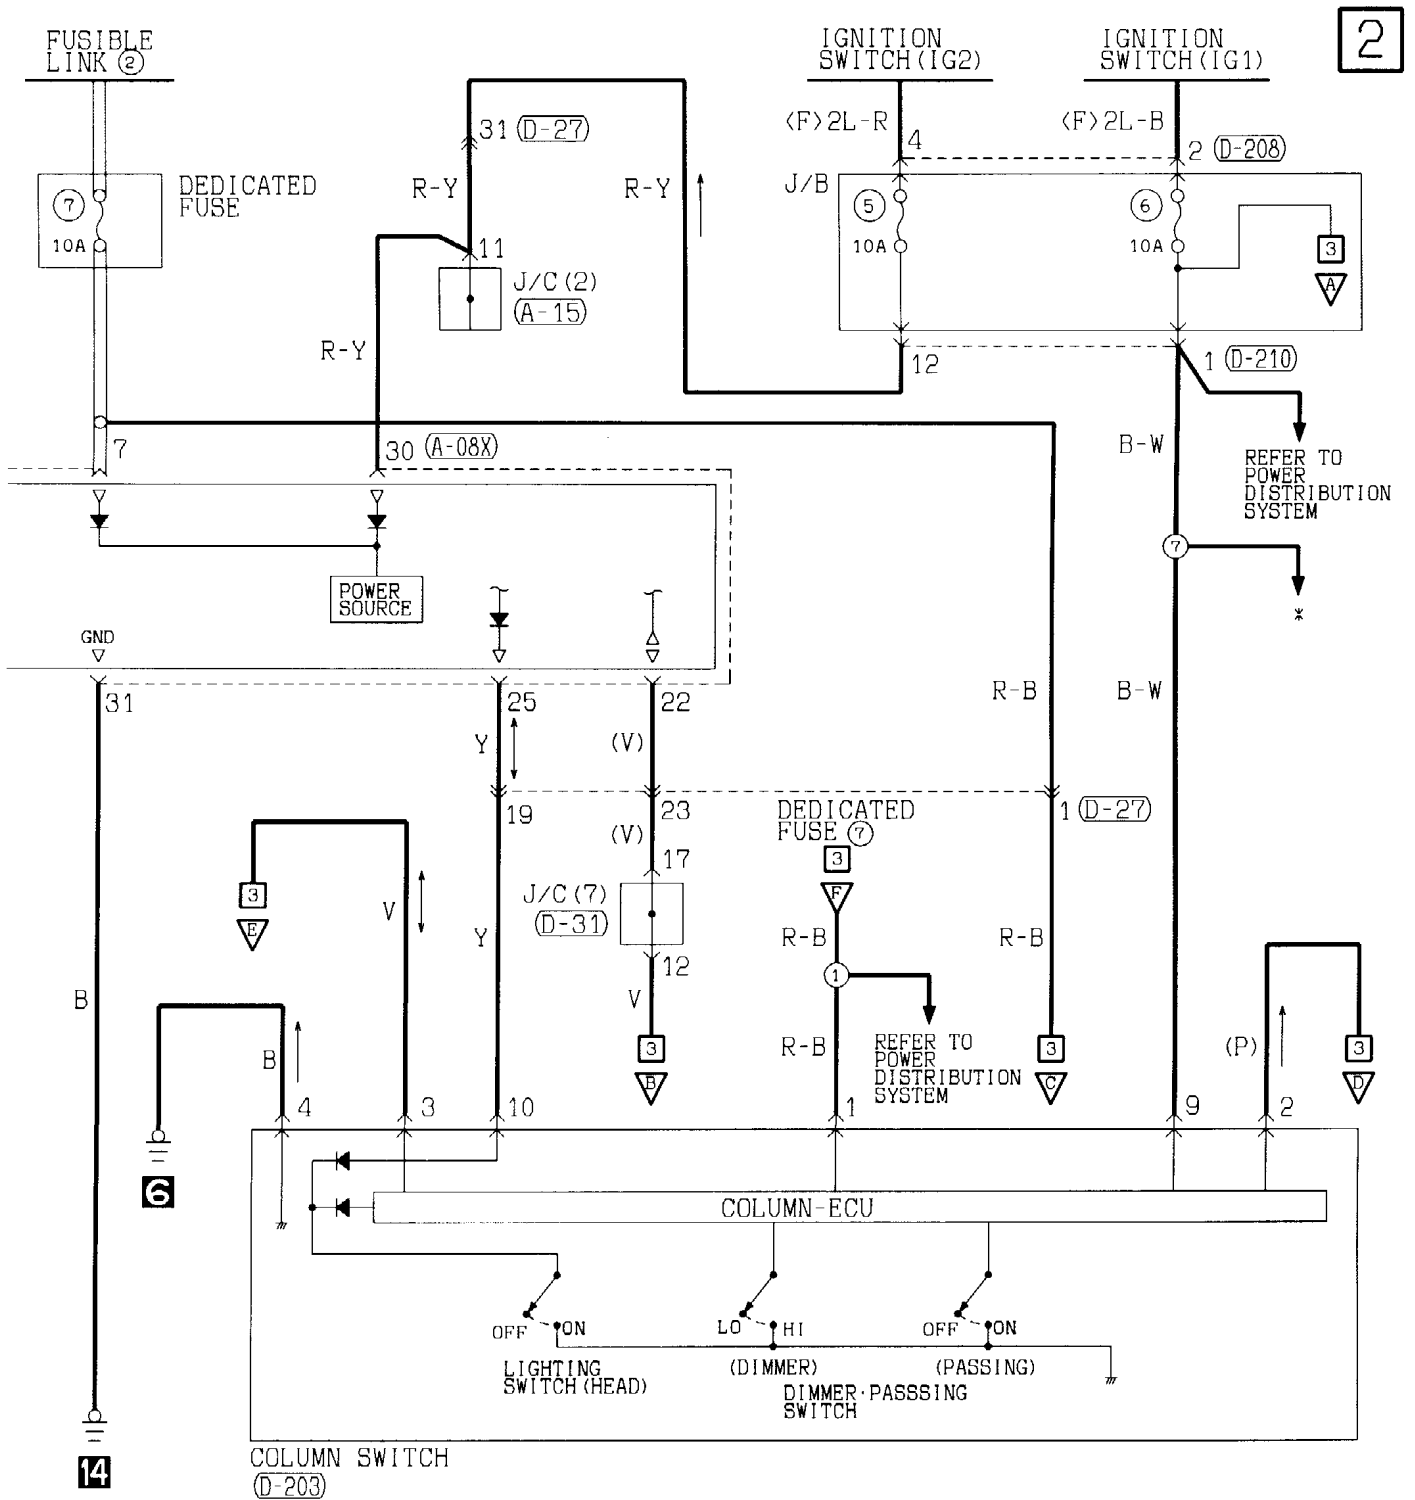 FUSIBLE
LINK ②
IGNITION
SWITCH(IG2)
IGNITION
SWITCH(IG1)
2
31 (D-27)
<F>2L-R
<F>2L-B
4
2 (D-208)
R-Y
R-Y
J/B
DEDICATED
FUSE
⑦
10A
⑤
10A
⑥
10A
3
A
11
J/C(2)
(A-15)
R-Y
12
1 (D-210)
7
30 (A-08X)
B-W
REFER TO
POWER
DISTRIBUTION
SYSTEM
⑦
*
POWER
SOURCE
GND
31
25
22
R-B
B-W
Y
(V)
19
23
1 (D-27)
DEDICATED
FUSE ⑦
(V)
17
3
F
3
E
V
J/C(7)
(D-31)
Y
R-B
R-B
12
①
B
V
B
R-B
REFER TO
POWER
DISTRIBUTION
SYSTEM
(P)
3
B
3
C
3
D
4
3
10
1
9
2
6
COLUMN-ECU
OFF ON
LO HI
OFF ON
LIGHTING
SWITCH(HEAD)
(DIMMER)
(PASSING)
DIMMER·PASSSING
SWITCH
COLUMN SWITCH
(D-203)
14